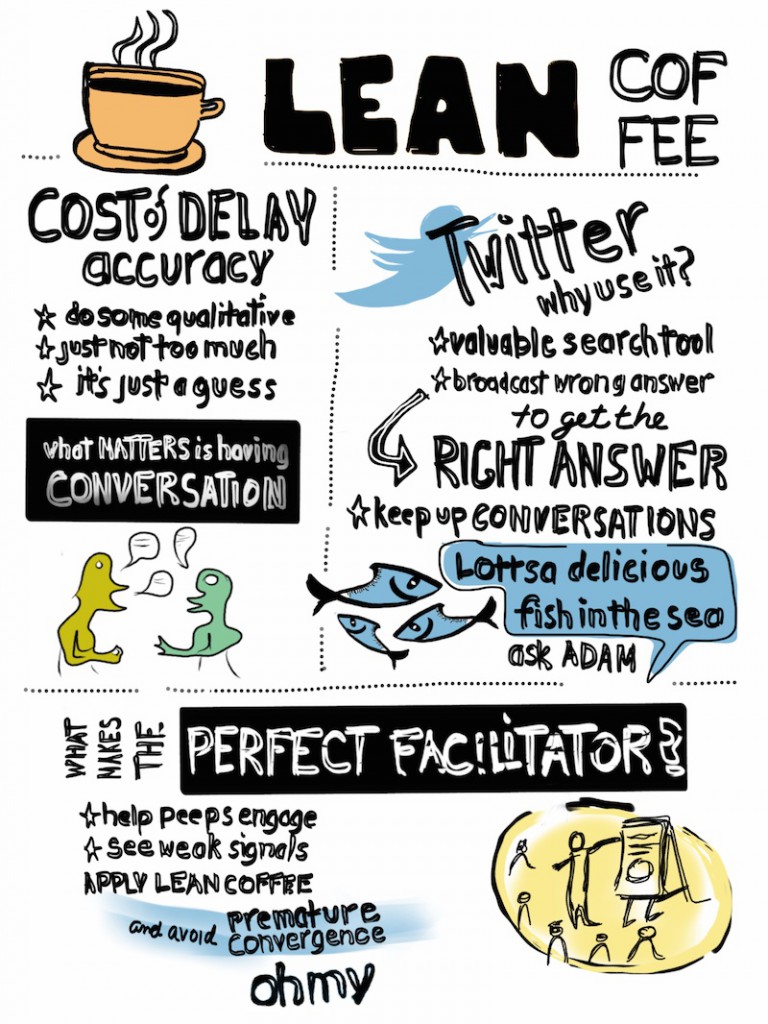 LEAN COF
FEE
COST of DELAY
accuracy
do some qualitative
just not too much
it's just a guess
what MATTERS is having
CONVERSATION
Twitter
why use it?
valuable search tool
broadcast wrong answer
to get the
RIGHT ANSWER
keep up CONVERSATIONS
Lottsa delicious
fish in the sea
ask ADAM
WHAT
MAKES
THE
PERFECT FACILITATOR?
help peeps engage
see weak signals
APPLY LEAN COFFEE
and avoid premature
convergence
oh my